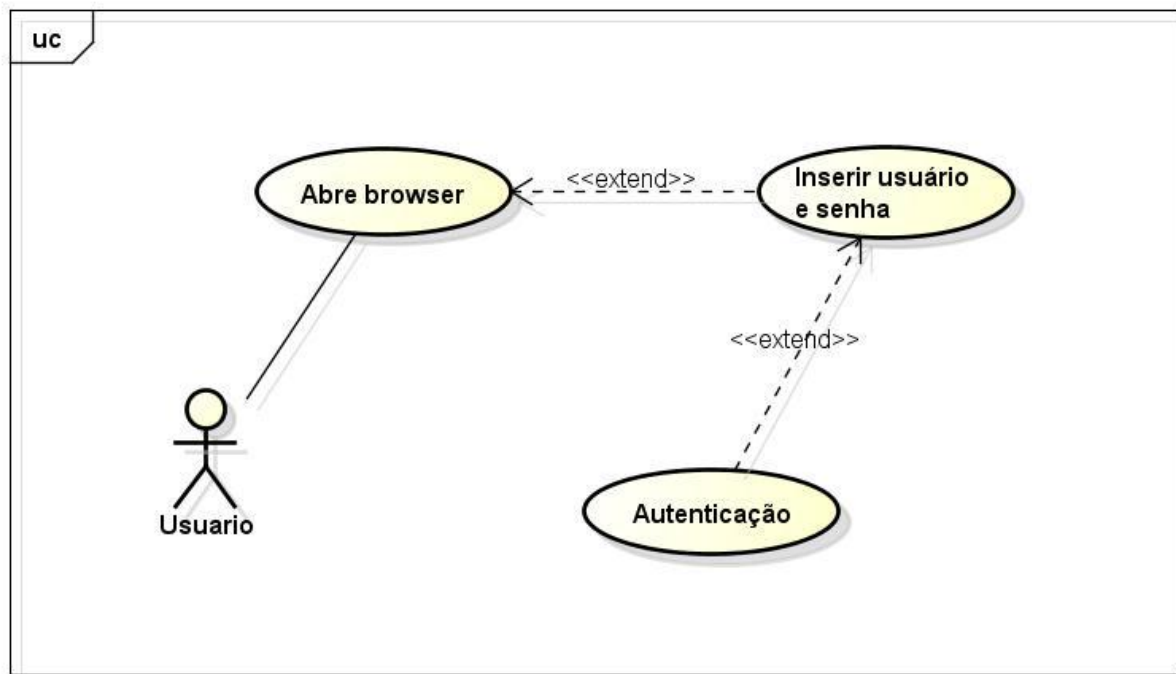 uc
Abre browser
<<extend>>
Inserir usuário
e senha
<<extend>>
Usuario
Autenticação